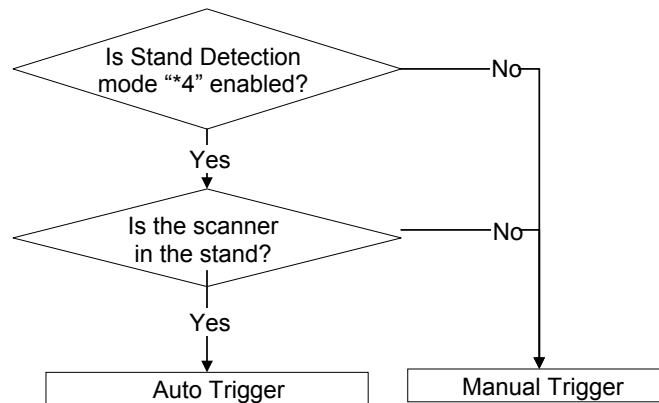 Is Stand Detection
mode “*4” enabled?
No
Yes
Is the scanner
in the stand?
No
Yes
Auto Trigger
Manual Trigger